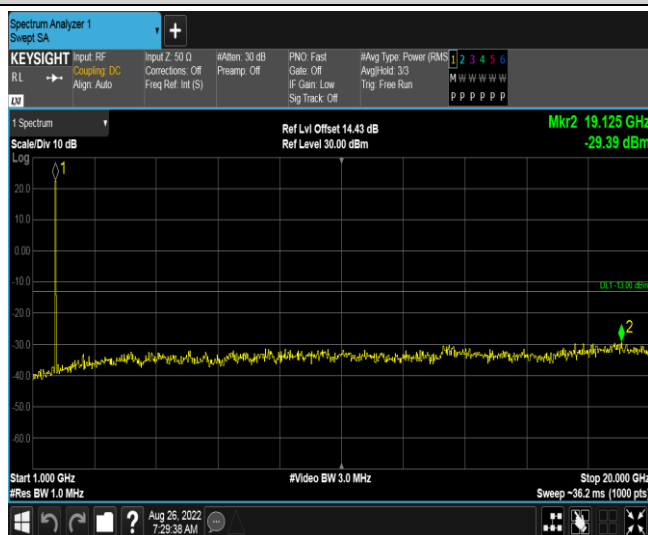 Spectrum Analyzer 1
Swept SA
+
KEYSIGHT
RL
LXI
Input: RF
Coupling: DC
Align: Auto
Input Z: 50 Ω
Corrections: Off
Freq Ref: Int (S)
#Atten: 30 dB
Preamp: Off
PNO: Fast
Gate: Off
IF Gain: Low
Sig Track: Off
#Avg Type: Power (RMS
Avg|Hold: 3/3
Trig: Free Run
1 2 3 4 5 6
M W W W W W
P P P P P P
1 Spectrum
Scale/Div 10 dB
Log
Ref Lvl Offset 14.43 dB
Ref Level 30.00 dBm
Mkr2 19.125 GHz
-29.39 dBm
1
20.0
10.0
0.00
-10.0
DL1 -13.00 dBm
-20.0
2
-30.0
-40.0
-50.0
-60.0
Start 1.000 GHz
#Res BW 1.0 MHz
#Video BW 3.0 MHz
Stop 20.000 GHz
Sweep ~36.2 ms (1000 pts)
?
Aug 26, 2022
7:29:38 AM